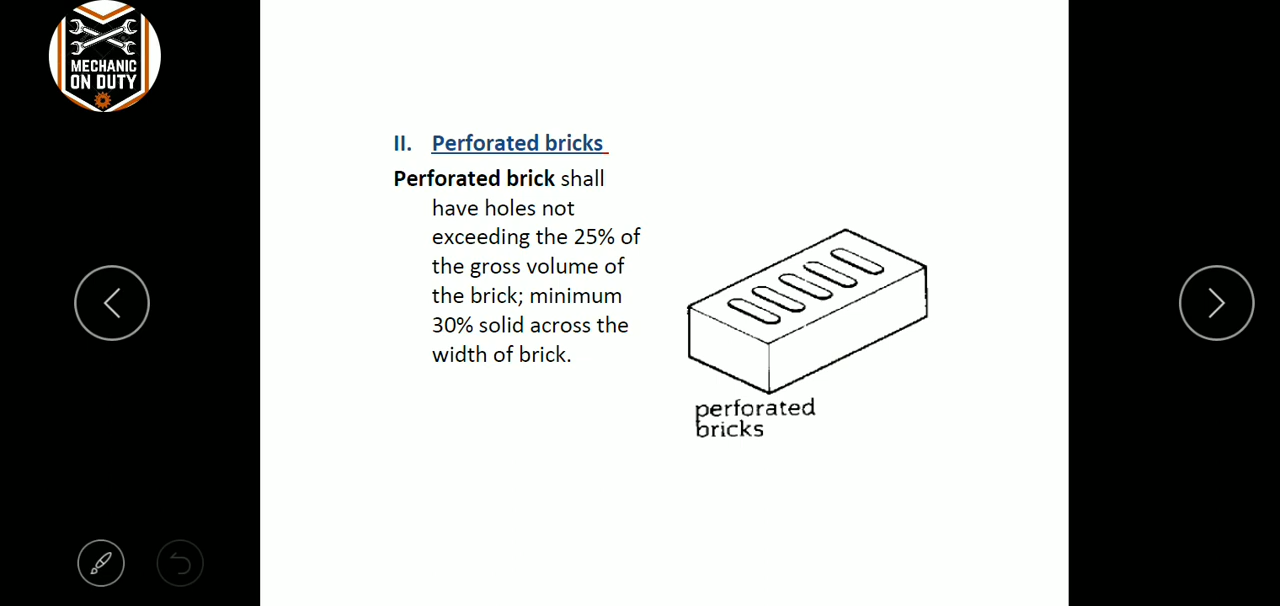 MECHANIC
ON DUTY
II. Perforated bricks
Perforated brick shall
have holes not
exceeding the 25% of
the gross volume of
the brick; minimum
30% solid across the
width of brick.
perforated
bricks